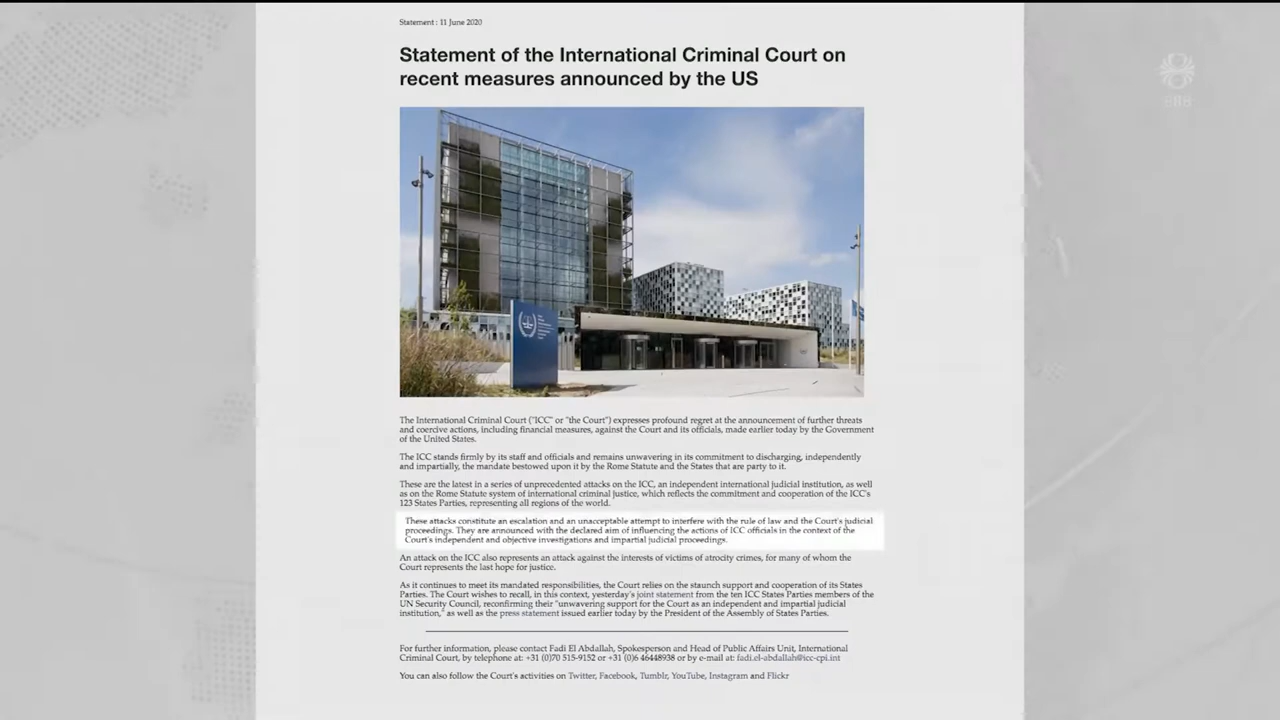 Statement : 11 June 2020
Statement of the International Criminal Court on
recent measures announced by the US
The International Criminal Court ("ICC" or "the Court") expresses profound regret at the announcement of further threats
and coercive actions, including financial measures, against the Court and its officials, made earlier today by the Government
of the United States.
The ICC stands firmly by its staff and officials and remains unwavering in its commitment to discharging, independently
and impartially, the mandate bestowed upon it by the Rome Statute and the States that are party to it.
These are the latest in a series of unprecedented attacks on the ICC, an independent international judicial institution, as well
as on the Rome Statute system of international criminal justice, which reflects the commitment and cooperation of the ICC's
123 States Parties, representing all regions of the world.
These attacks constitute an escalation and an unacceptable attempt to interfere with the rule of law and the Court's judicial
proceedings. They are announced with the declared aim of influencing the actions of ICC officials in the context of the
Court's independent and objective investigations and impartial judicial proceedings.
An attack on the ICC also represents an attack against the interests of victims of atrocity crimes, for many of whom the
Court represents the last hope for justice.
As it continues to meet its mandated responsibilities, the Court relies on the staunch support and cooperation of its States
Parties. The Court wishes to recall, in this context, yesterday's joint statement from the ten ICC States Parties members of the
UN Security Council, reconfirming their "unwavering support for the Court as an independent and impartial judicial
institution," as well as the press statement issued earlier today by the President of the Assembly of States Parties.
For further information, please contact Fadi El Abdallah, Spokesperson and Head of Public Affairs Unit, International
Criminal Court, by telephone at: +31 (0)70 515-9152 or +31 (0)6 46448938 or by e-mail at: fadi.el-abdallah@icc-cpi.int
You can also follow the Court's activities on Twitter, Facebook, Tumblr, YouTube, Instagram and Flickr